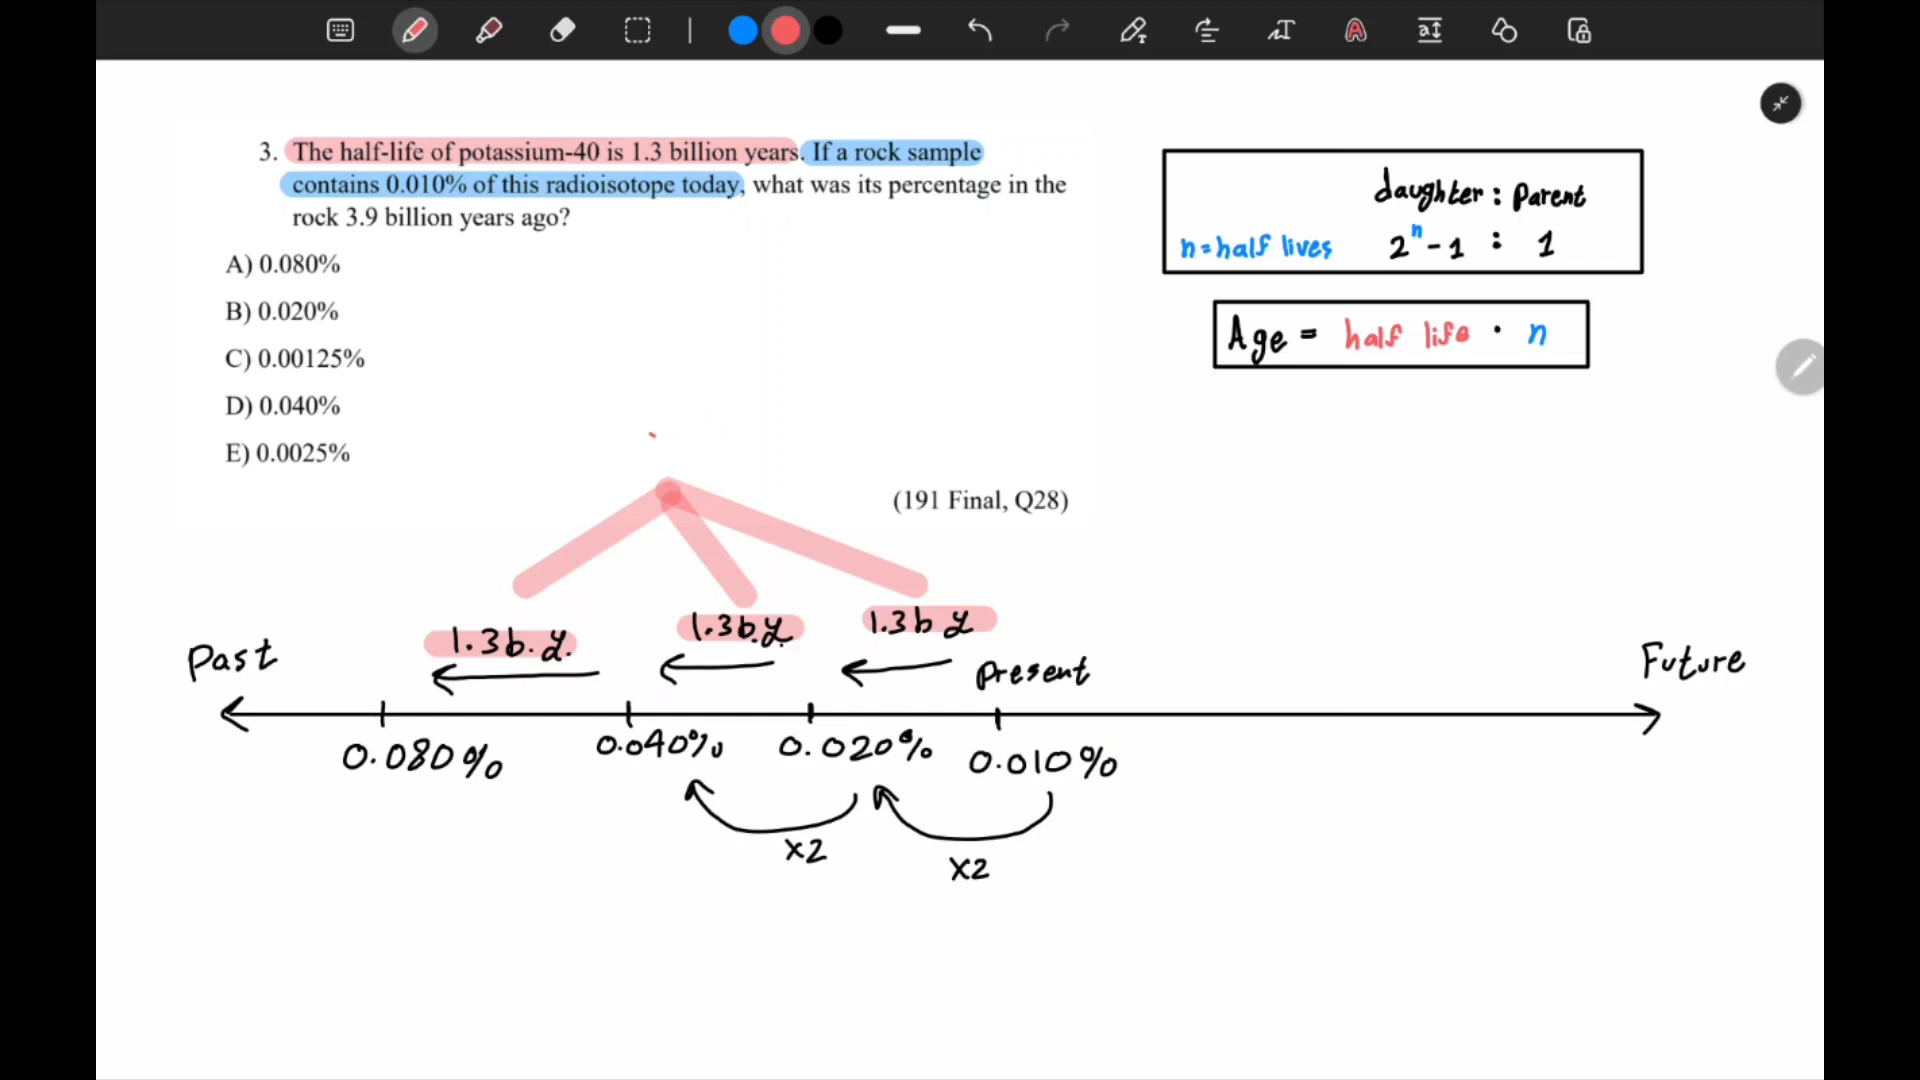 3. The half-life of potassium-40 is 1.3 billion years. If a rock sample
contains 0.010% of this radioisotope today, what was its percentage in the
rock 3.9 billion years ago?
A) 0.080%
B) 0.020%
C) 0.00125%
D) 0.040%
E) 0.0025%
(191 Final, Q28)
daughter : Parent
n = half lives 2^n - 1 : 1
Age = half life · n
1.3 b. y. 1.3 b.y. 1.3 b y
Past Present Future
0.080% 0.040% 0.020% 0.010%
x2 x2